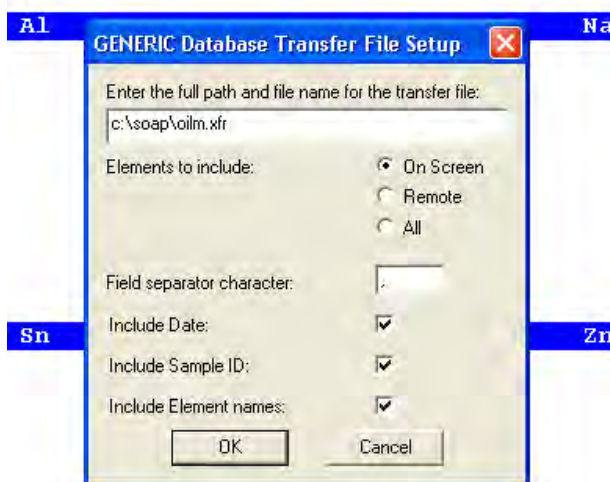 Al
Na
GENERIC Database Transfer File Setup
Enter the full path and file name for the transfer file:
c:\soap\oilm.xfr
Elements to include:
On Screen
Remote
All
Field separator character:
,
Include Date:
Sn
Zn
Include Sample ID:
Include Element names:
OK
Cancel